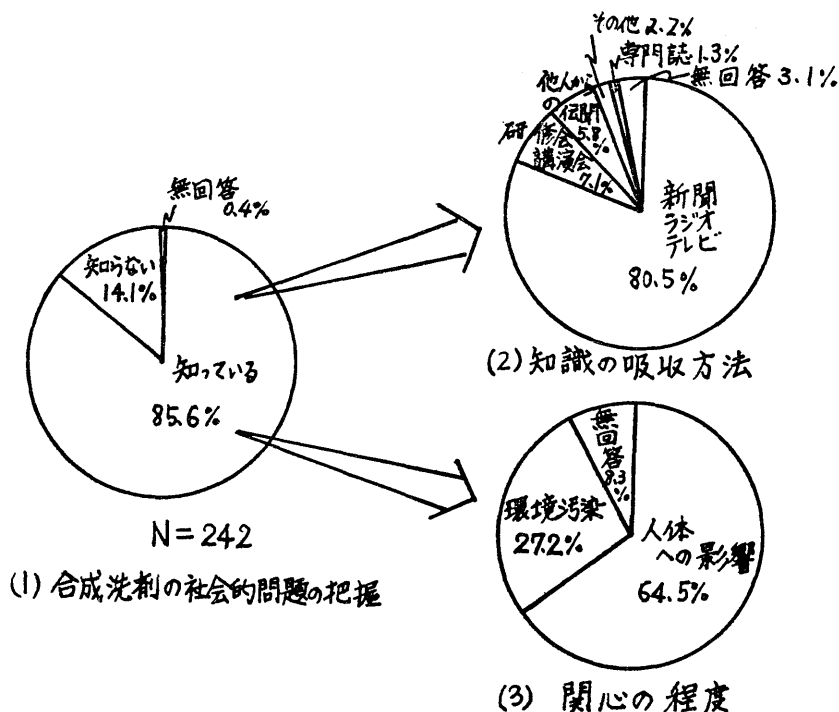 無回答
0.4%
知らない
14.1%
知っている
85.6%
N=242
(1) 合成洗剤の社会的問題の把握
その他 2.2%
専門誌 1.3%
無回答 3.1%
他人から
の
伝聞
5.8
%
研修会
講演会
7.1%
新聞
ラジオ
テレビ
80.5%
(2) 知識の吸収方法
無
回
答
8.3
%
環境汚染
27.2%
人体
への影響
64.5%
(3) 関心の程度